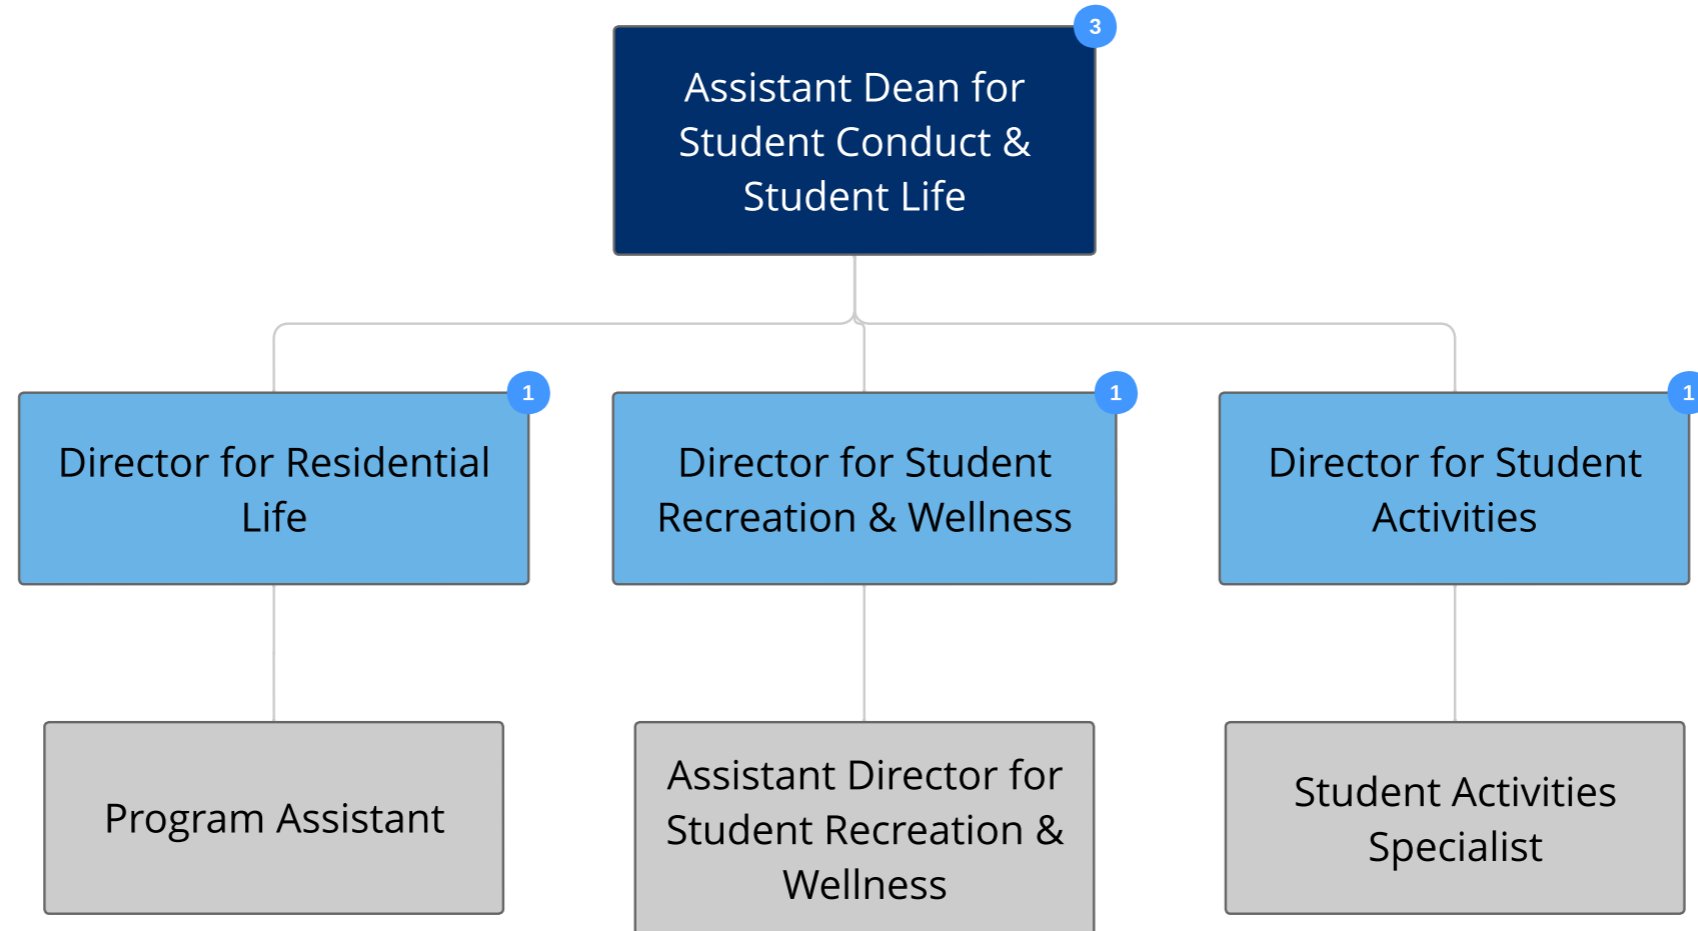 3
Assistant Dean for
Student Conduct &
Student Life
1
Director for Residential
Life
1
Director for Student
Recreation & Wellness
1
Director for Student
Activities
Program Assistant
Assistant Director for
Student Recreation &
Wellness
Student Activities
Specialist